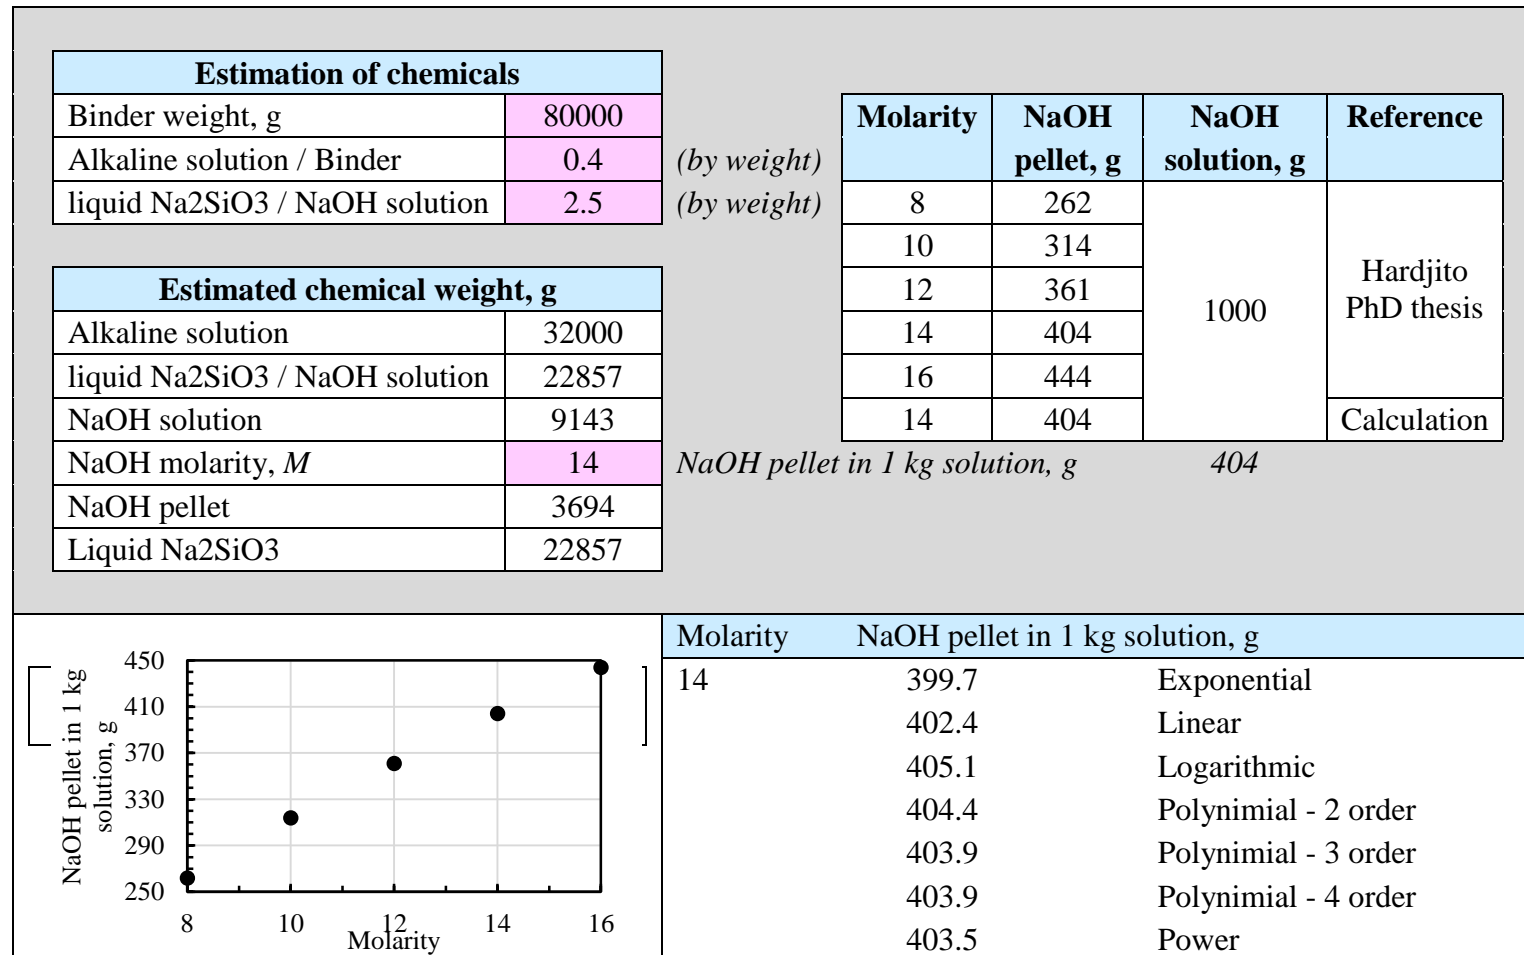 Estimation of chemicals
Binder weight, g 80000
Alkaline solution / Binder 0.4 (by weight)
liquid Na2SiO3 / NaOH solution 2.5 (by weight)
Estimated chemical weight, g
Alkaline solution 32000
liquid Na2SiO3 / NaOH solution 22857
NaOH solution 9143
NaOH molarity, M 14 NaOH pellet in 1 kg solution, g 404
NaOH pellet 3694
Liquid Na2SiO3 22857
Molarity NaOH NaOH Reference
pellet, g solution, g
8 262
10 314
12 361
14 404
16 444
1000
Hardjito
PhD thesis
14 404 Calculation
NaOH pellet in 1 kg
solution, g
450
410
370
330
290
250
8 10 12 14 16
Molarity
Molarity NaOH pellet in 1 kg solution, g
14 399.7 Exponential
402.4 Linear
405.1 Logarithmic
404.4 Polynimial - 2 order
403.9 Polynimial - 3 order
403.9 Polynimial - 4 order
403.5 Power